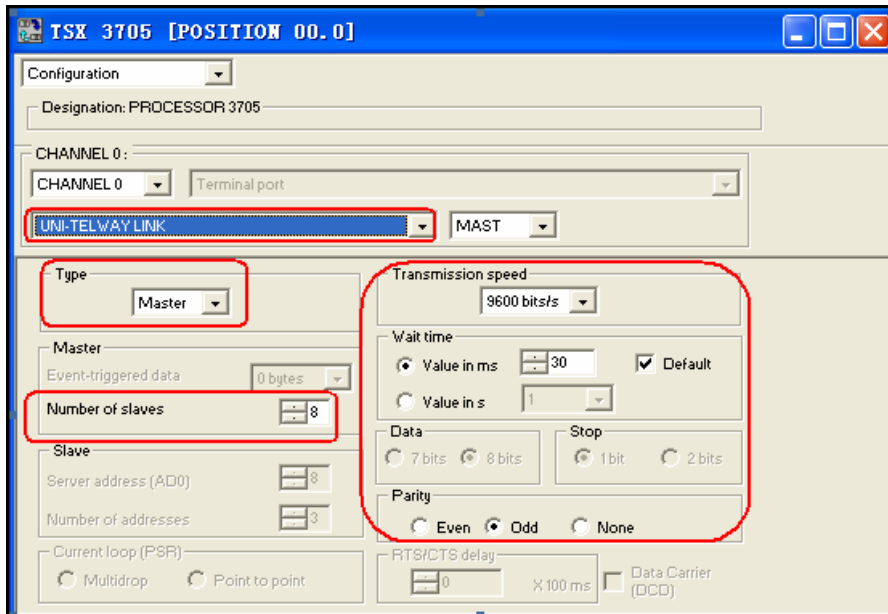 TSX 3705 [POSITION 00.0]
Configuration
Designation: PROCESSOR 3705
CHANNEL 0 :
CHANNEL 0 Terminal port
UNI-TELWAY LINK MAST
Type
Master
Transmission speed
9600 bits/s
Master
Event-triggered data 0 bytes
Number of slaves 8
Wait time
Value in ms 30 Default
Value in s 1
Data
7 bits 8 bits
Stop
1 bit 2 bits
Slave
Server address (AD0) 8
Number of addresses 3
Parity
Even Odd None
Current loop (PSR)
Multidrop Point to point
RTS/CTS delay
0 X 100 ms
Data Carrier
(DCD)